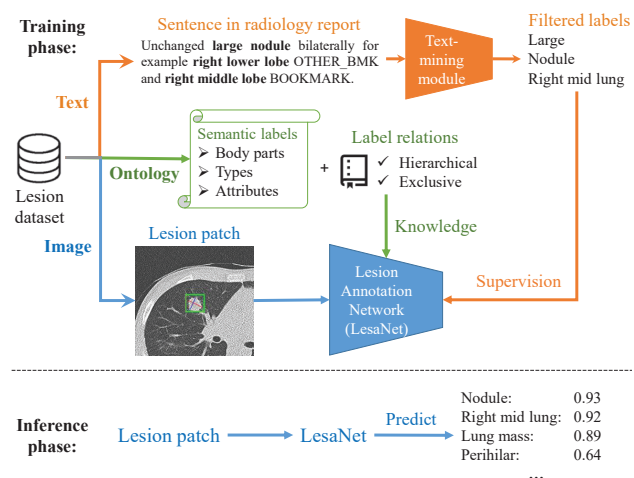 Training
phase:
Sentence in radiology report
Unchanged large nodule bilaterally for
example right lower lobe OTHER_BMK
and right middle lobe BOOKMARK.
Text-
mining
module
Filtered labels
Large
Nodule
Right mid lung
Text
Lesion
dataset
Ontology
Semantic labels
➢ Body parts
➢ Types
➢ Attributes
+
Label relations
✓ Hierarchical
✓ Exclusive
Knowledge
Image
Lesion patch
Lesion
Annotation
Network
(LesaNet)
Supervision
Inference
phase:
Lesion patch
LesaNet
Predict
Nodule: 0.93
Right mid lung: 0.92
Lung mass: 0.89
Perihilar: 0.64
...